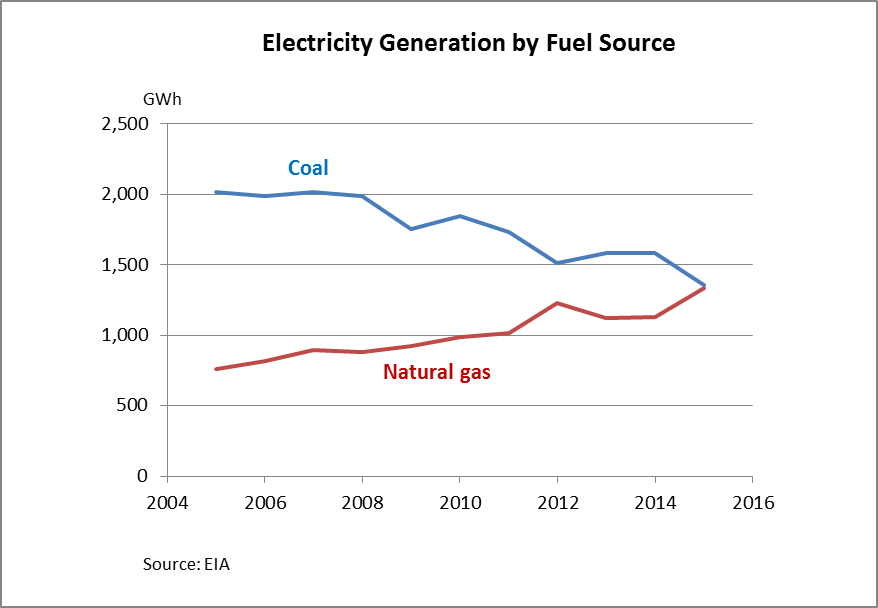 Electricity Generation by Fuel Source
GWh
2,500
Coal
2,000
1,500
1,000
Natural gas
500
0
2004 2006 2008 2010 2012 2014 2016
Source: EIA